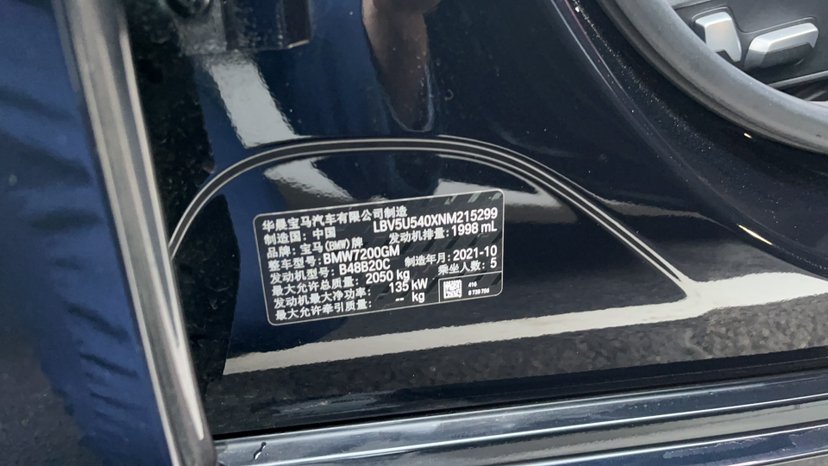 华晨宝马汽车有限公司制造
制造国: 中国 LBV5U540XNM215299
品牌: 宝马(BMW)牌 发动机排量: 1998 mL
整车型号: BMW7200GM
发动机型号: B48B20C 制造年月: 2021-10
最大允许总质量: 2050 kg 乘坐人数: 5
发动机最大净功率: 135 kW
最大允许牵引质量: -- kg
416